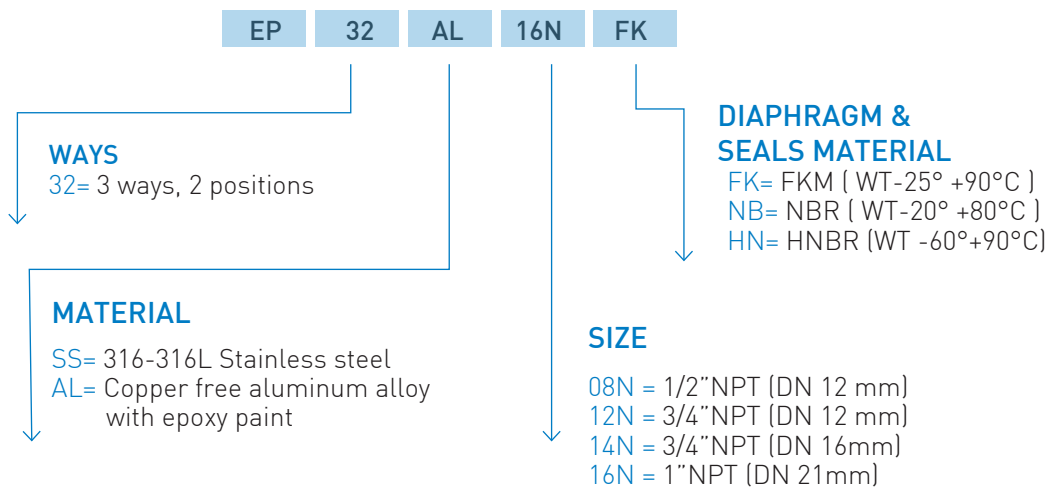 EP 32 AL 16N FK
WAYS
32= 3 ways, 2 positions
DIAPHRAGM &
SEALS MATERIAL
FK= FKM ( WT-25° +90°C )
NB= NBR ( WT-20° +80°C )
HN= HNBR (WT -60°+90°C)
MATERIAL
SS= 316-316L Stainless steel
AL= Copper free aluminum alloy
with epoxy paint
SIZE
08N = 1/2”NPT (DN 12 mm)
12N = 3/4”NPT (DN 12 mm)
14N = 3/4”NPT (DN 16mm)
16N = 1”NPT (DN 21mm)